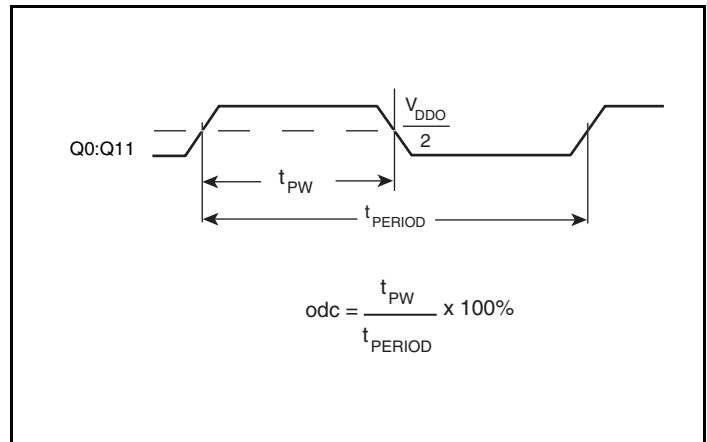 V_DDO
2
Q0:Q11
t_PW
t_PERIOD
odc = t_PW / t_PERIOD x 100%